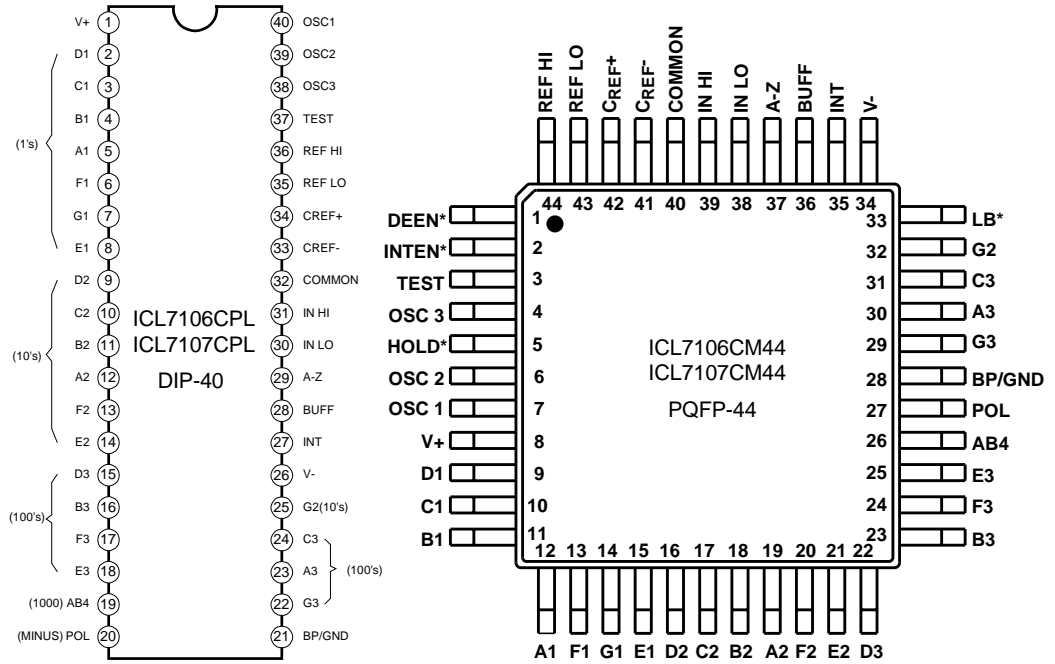 V+ 1 40 OSC1
D1 2 39 OSC2
C1 3 38 OSC3
B1 4 37 TEST
(1's) A1 5 36 REF HI
F1 6 35 REF LO
G1 7 34 CREF+
E1 8 33 CREF-
D2 9 32 COMMON
C2 10 31 IN HI
(10's) B2 11 30 IN LO
A2 12 29 A-Z
F2 13 28 BUFF
E2 14 27 INT
D3 15 26 V-
B3 16 25 G2(10's)
(100's) F3 17 24 C3
E3 18 23 A3 (100's)
(1000) AB4 19 22 G3
(MINUS) POL 20 21 BP/GND
ICL7106CPL
ICL7107CPL
DIP-40
REF HI REF LO CREF+ CREF- COMMON IN HI IN LO A-Z BUFF INT V-
44 43 42 41 40 39 38 37 36 35 34
DEEN* 1 33 LB*
INTEN* 2 32 G2
TEST 3 31 C3
OSC 3 4 30 A3
HOLD* 5 29 G3
OSC 2 6 28 BP/GND
OSC 1 7 27 POL
V+ 8 26 AB4
D1 9 25 E3
C1 10 24 F3
B1 11 23 B3
ICL7106CM44
ICL7107CM44
PQFP-44
12 13 14 15 16 17 18 19 20 21 22
A1 F1 G1 E1 D2 C2 B2 A2 F2 E2 D3